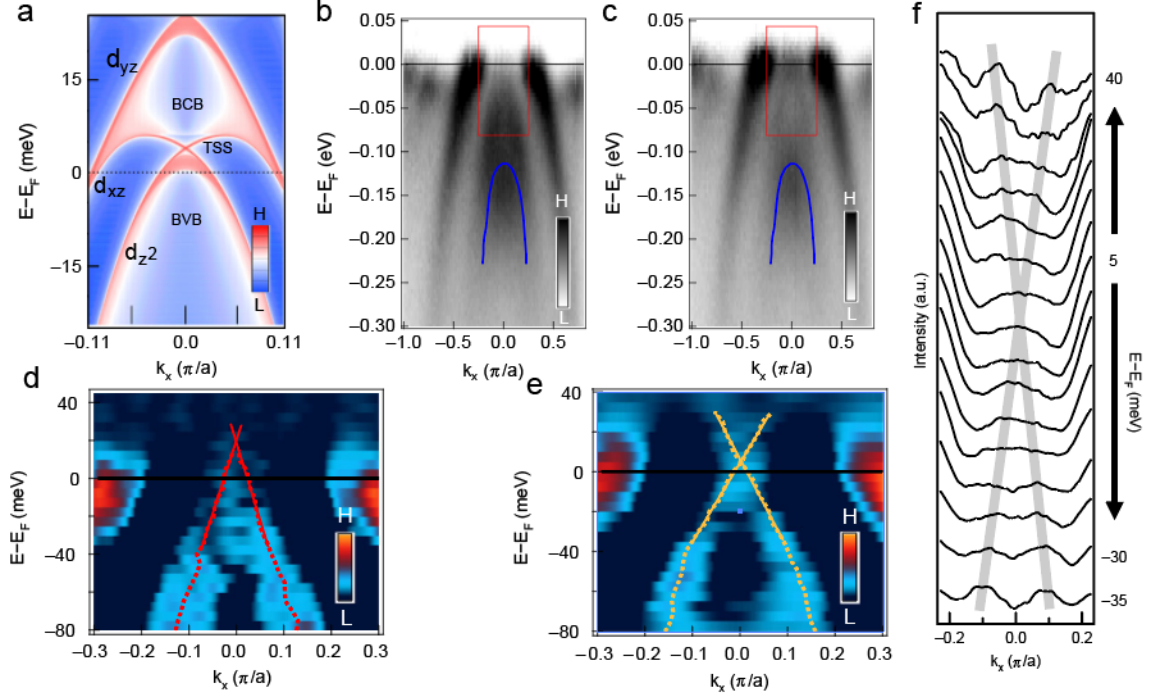 a
d_yz
BCB
TSS
d_xz
BVB
d_z2
H
L
15
0
−15
E−E_F (meV)
−0.11
0.0
0.11
k_x (π/a)
b
0.00
−0.05
−0.10
−0.15
−0.20
−0.25
−0.30
E−E_F (eV)
H
L
−1.0
−0.5
0.0
0.5
k_x (π/a)
c
0.00
−0.05
−0.10
−0.15
−0.20
−0.25
−0.30
E−E_F (eV)
H
L
−1.0
−0.5
0.0
0.5
k_x (π/a)
d
40
0
−40
−80
E−E_F (meV)
H
L
−0.3
−0.2
−0.1
0.0
0.1
0.2
0.3
k_x (π/a)
e
40
0
−40
−80
E−E_F (meV)
H
L
−0.3
−0.2
−0.1
0.0
0.1
0.2
0.3
k_x (π/a)
f
40
5
−30
−35
Intensity (a.u.)
E−E_F (meV)
−0.2
0.0
0.2
k_x (π/a)